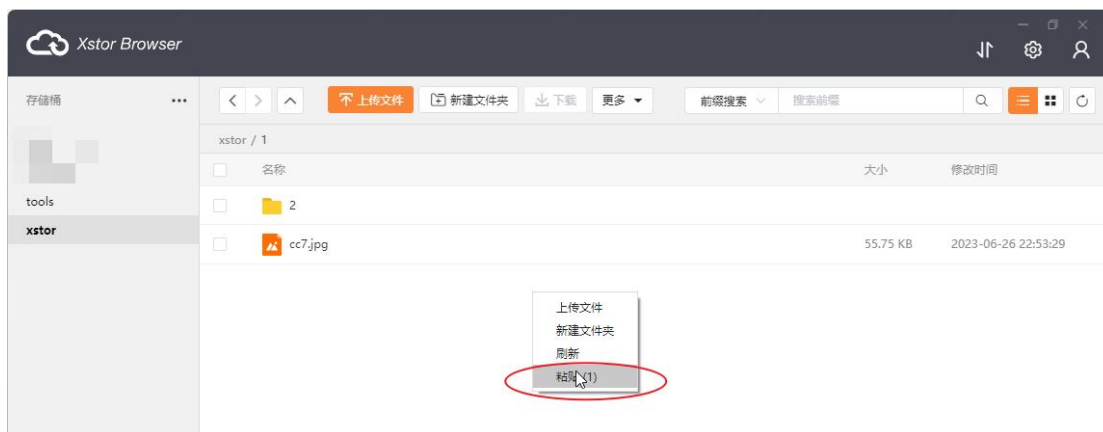 Xstor Browser
存储桶
上传文件 新建文件夹 下载 更多 前缀搜索 搜索前缀
xstor / 1
名称 大小 修改时间
tools
2
xstor
cc7.jpg 55.75 KB 2023-06-26 22:53:29
上传文件
新建文件夹
刷新
粘贴(1)